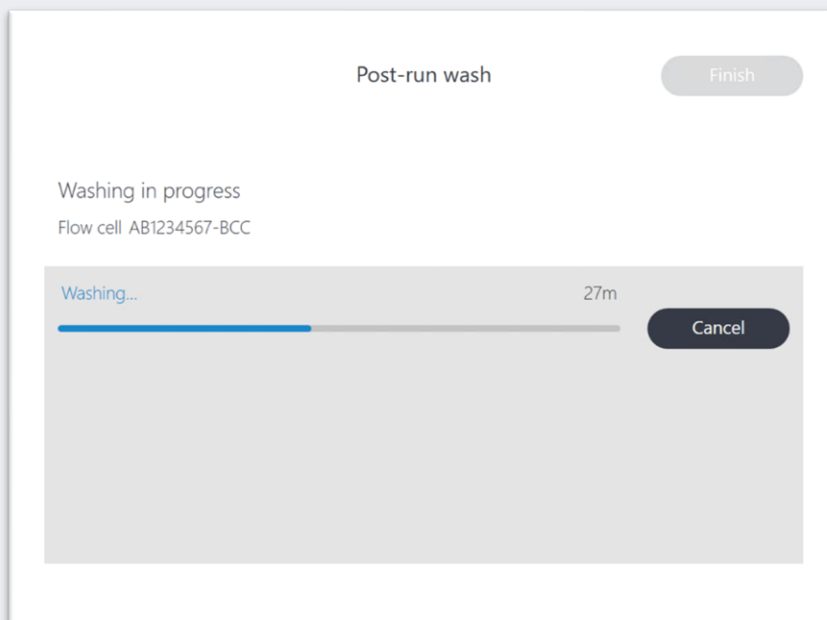 Post-run wash
Finish
Washing in progress
Flow cell AB1234567-BCC
Washing...
27m
Cancel